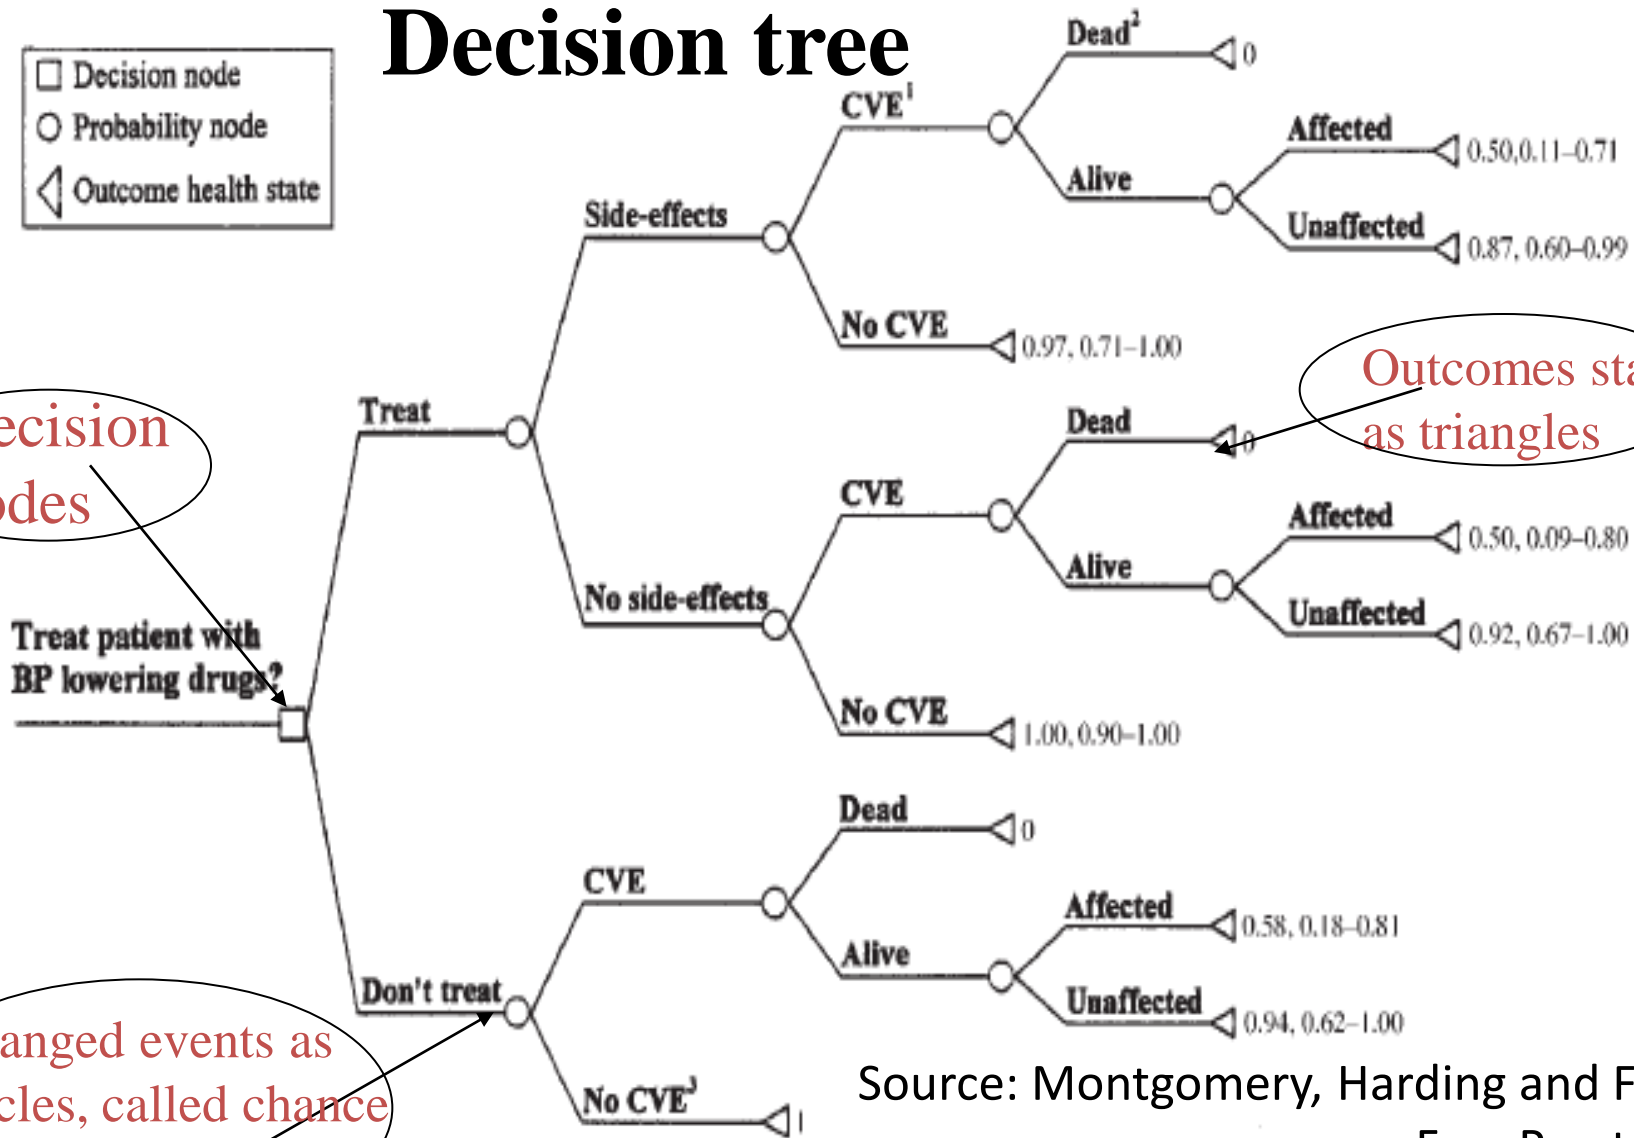 Decision tree
Decision node
Probability node
Outcome health state
Dead²
0
CVE¹
Affected
0.50,0.11–0.71
Alive
Unaffected
0.87, 0.60–0.99
Side-effects
No CVE
0.97, 0.71–1.00
Outcomes sta
as triangles
Treat
Dead
0
ecision
odes
CVE
Affected
0.50, 0.09–0.80
Alive
No side-effects
Unaffected
0.92, 0.67–1.00
Treat patient with
BP lowering drugs?
No CVE
1.00, 0.90–1.00
Dead
0
CVE
Affected
0.58, 0.18–0.81
Alive
Don't treat
Unaffected
0.94, 0.62–1.00
anged events as
cles, called chance
No CVE³
1
Source: Montgomery, Harding and F